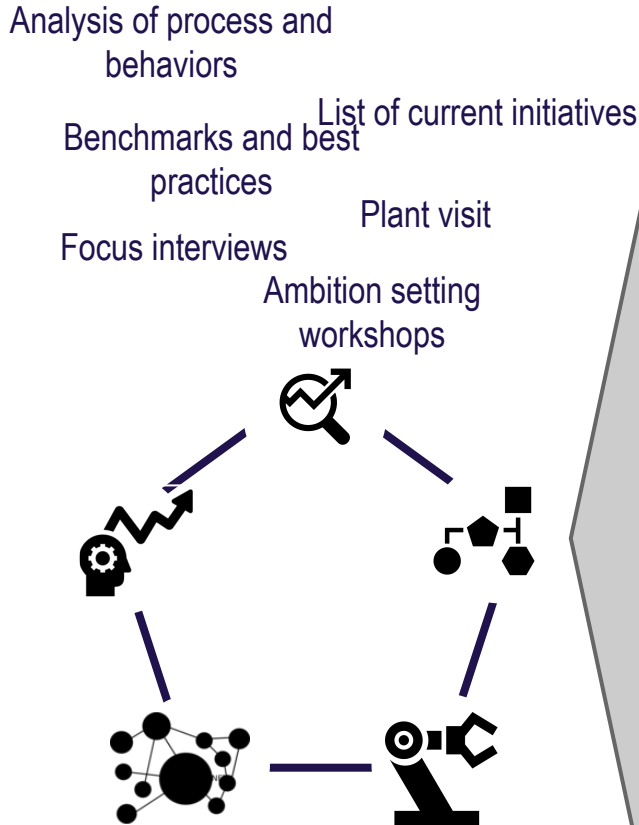 Analysis of process and
behaviors
List of current initiatives
Benchmarks and best
practices
Plant visit
Focus interviews
Ambition setting
workshops